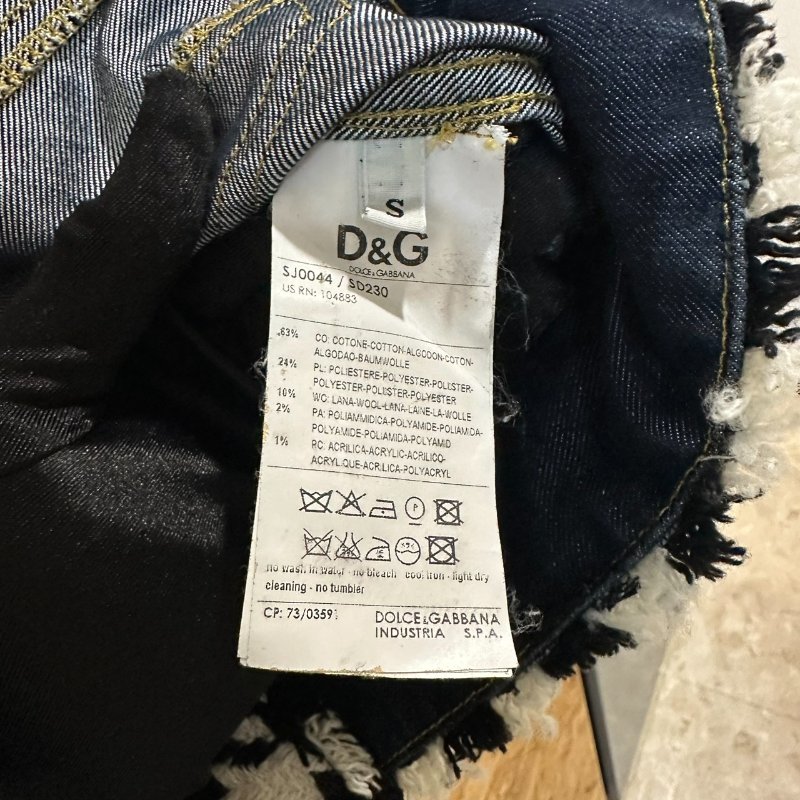 S
D&G
DOLCE&GABBANA
SJ0044 / SD230
US RN: 104883
63% CO: COTONE-COTTON-ALGODON-COTON-
ALGODAO-BAUMWOLLE
24% PL: POLIESTERE-POLYESTER-POLIESTER-
POLYESTER-POLIESTER-POLYESTER
10% WO: LANA-WOOL-LANA-LAINE-LA-WOLLE
2% PA: POLIAMMIDICA-POLYAMIDE-POLIAMIDA-
POLYAMIDE-POLIAMIDA-POLYAMID
1% RC: ACRILICA-ACRYLIC-ACRILICO-
ACRYLIQUE-ACRILICA-POLYACRYL
P
no wash in water - no bleach - cool iron - light dry
cleaning - no tumbler
CP: 73/0359
DOLCE&GABBANA
INDUSTRIA S.P.A.